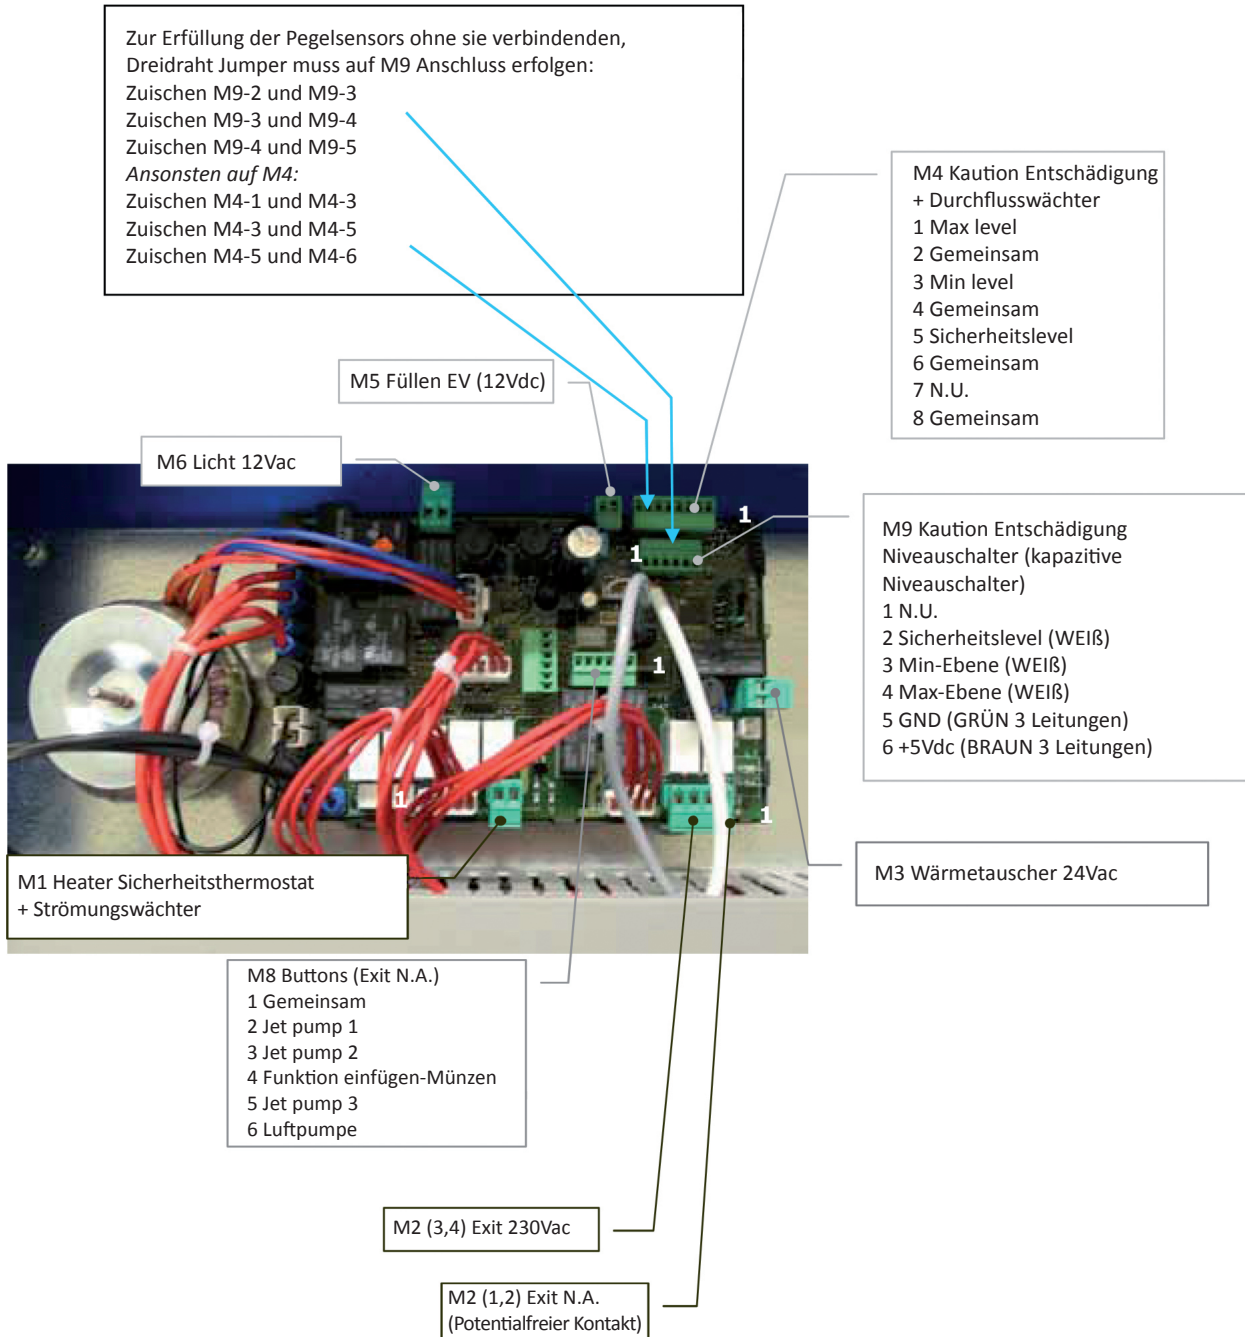 Zur Erfüllung der Pegelsensors ohne sie verbindenden,
Dreidraht Jumper muss auf M9 Anschluss erfolgen:
Zuischen M9-2 und M9-3
Zuischen M9-3 und M9-4
Zuischen M9-4 und M9-5
Ansonsten auf M4:
Zuischen M4-1 und M4-3
Zuischen M4-3 und M4-5
Zuischen M4-5 und M4-6
M4 Kaution Entschädigung
+ Durchflusswächter
1 Max level
2 Gemeinsam
3 Min level
4 Gemeinsam
5 Sicherheitslevel
6 Gemeinsam
7 N.U.
8 Gemeinsam
M5 Füllen EV (12Vdc)
M6 Licht 12Vac
1
1
M9 Kaution Entschädigung
Niveauschalter (kapazitive
Niveauschalter)
1 N.U.
2 Sicherheitslevel (WEIß)
3 Min-Ebene (WEIß)
4 Max-Ebene (WEIß)
5 GND (GRÜN 3 Leitungen)
6 +5Vdc (BRAUN 3 Leitungen)
1
1
1
M3 Wärmetauscher 24Vac
M1 Heater Sicherheitsthermostat
+ Strömungswächter
M8 Buttons (Exit N.A.)
1 Gemeinsam
2 Jet pump 1
3 Jet pump 2
4 Funktion einfügen-Münzen
5 Jet pump 3
6 Luftpumpe
M2 (3,4) Exit 230Vac
M2 (1,2) Exit N.A.
(Potentialfreier Kontakt)